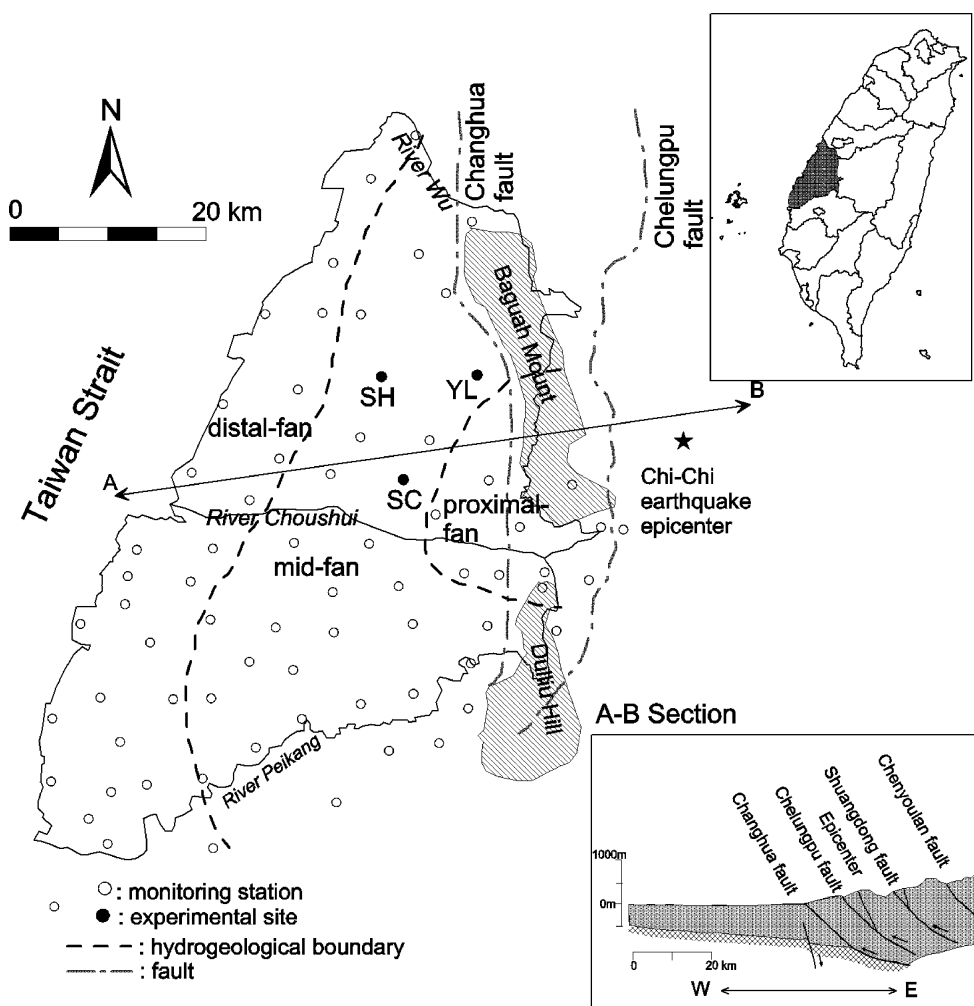 N
0
20 km
River Wu
Changhua
fault
Chelungpu
fault
Baguah Mount
Taiwan Strait
SH
YL
B
distal-fan
A
SC
proximal-
fan
Chi-Chi
earthquake
epicenter
River Choushui
mid-fan
Duliu Hill
River Peikang
A-B Section
Changhua fault
Chelungpu fault
Epicenter
Shuangdong fault
Chenyoulan fault
1000m
0m
0
20 km
W
E
: monitoring station
: experimental site
: hydrogeological boundary
: fault